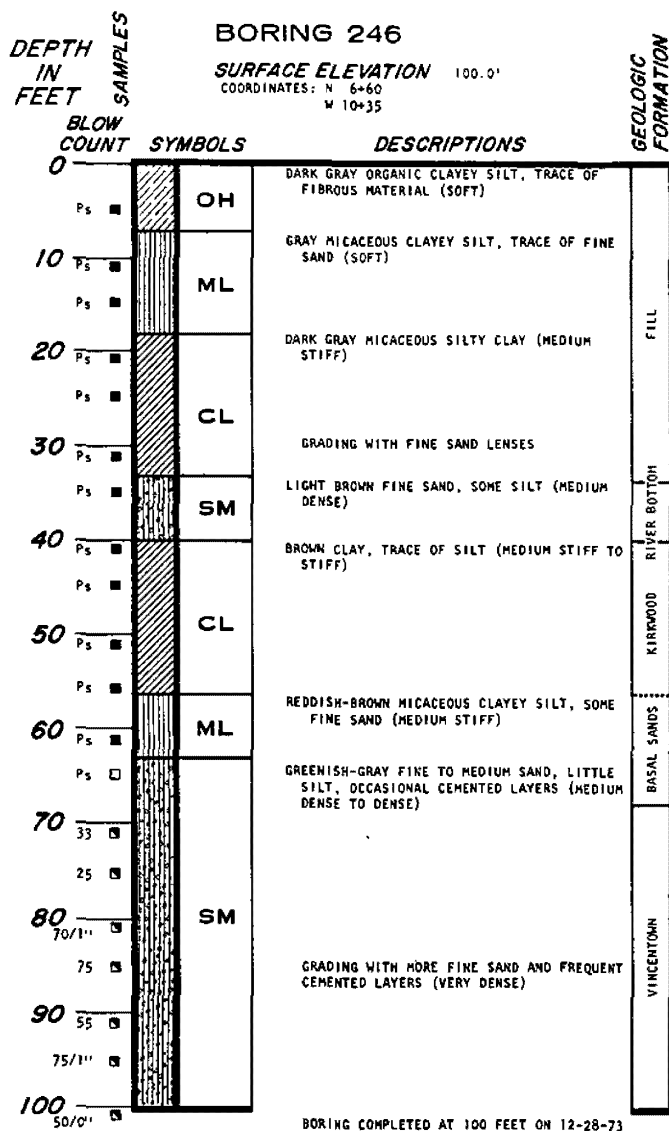 BORING 246
DEPTH
IN
FEET
SAMPLES
SURFACE ELEVATION 100.0'
COORDINATES: N 6+60
W 10+35
GEOLOGIC
FORMATION
BLOW
COUNT
SYMBOLS
DESCRIPTIONS
0
DARK GRAY ORGANIC CLAYEY SILT, TRACE OF
FIBROUS MATERIAL (SOFT)
Ps
OH
GRAY MICACEOUS CLAYEY SILT, TRACE OF FINE
SAND (SOFT)
10
Ps
ML
Ps
FILL
DARK GRAY MICACEOUS SILTY CLAY (MEDIUM
STIFF)
20
Ps
Ps
CL
30
GRADING WITH FINE SAND LENSES
Ps
LIGHT BROWN FINE SAND, SOME SILT (MEDIUM
DENSE)
Ps
SM
RIVER BOTTOM
40
BROWN CLAY, TRACE OF SILT (MEDIUM STIFF TO
STIFF)
Ps
Ps
CL
KIRKWOOD
50
Ps
Ps
REDDISH-BROWN MICACEOUS CLAYEY SILT, SOME
FINE SAND (MEDIUM STIFF)
60
ML
Ps
BASAL SANDS
GREENISH-GRAY FINE TO MEDIUM SAND, LITTLE
SILT, OCCASIONAL CEMENTED LAYERS (MEDIUM
DENSE TO DENSE)
Ps
70
33
25
80
SM
70/1"
75
GRADING WITH MORE FINE SAND AND FREQUENT
CEMENTED LAYERS (VERY DENSE)
VINCENTOWN
90
55
75/1"
100
50/0"
BORING COMPLETED AT 100 FEET ON 12-28-73